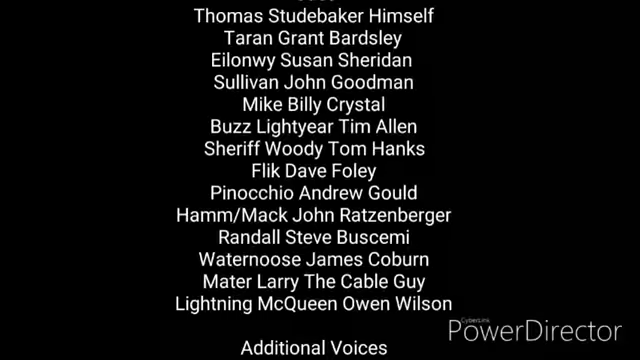 Thomas Studebaker Himself
Taran Grant Bardsley
Eilonwy Susan Sheridan
Sullivan John Goodman
Mike Billy Crystal
Buzz Lightyear Tim Allen
Sheriff Woody Tom Hanks
Flik Dave Foley
Pinocchio Andrew Gould
Hamm/Mack John Ratzenberger
Randall Steve Buscemi
Waternoose James Coburn
Mater Larry The Cable Guy
Lightning McQueen Owen Wilson
CyberLink
PowerDirector
Additional Voices